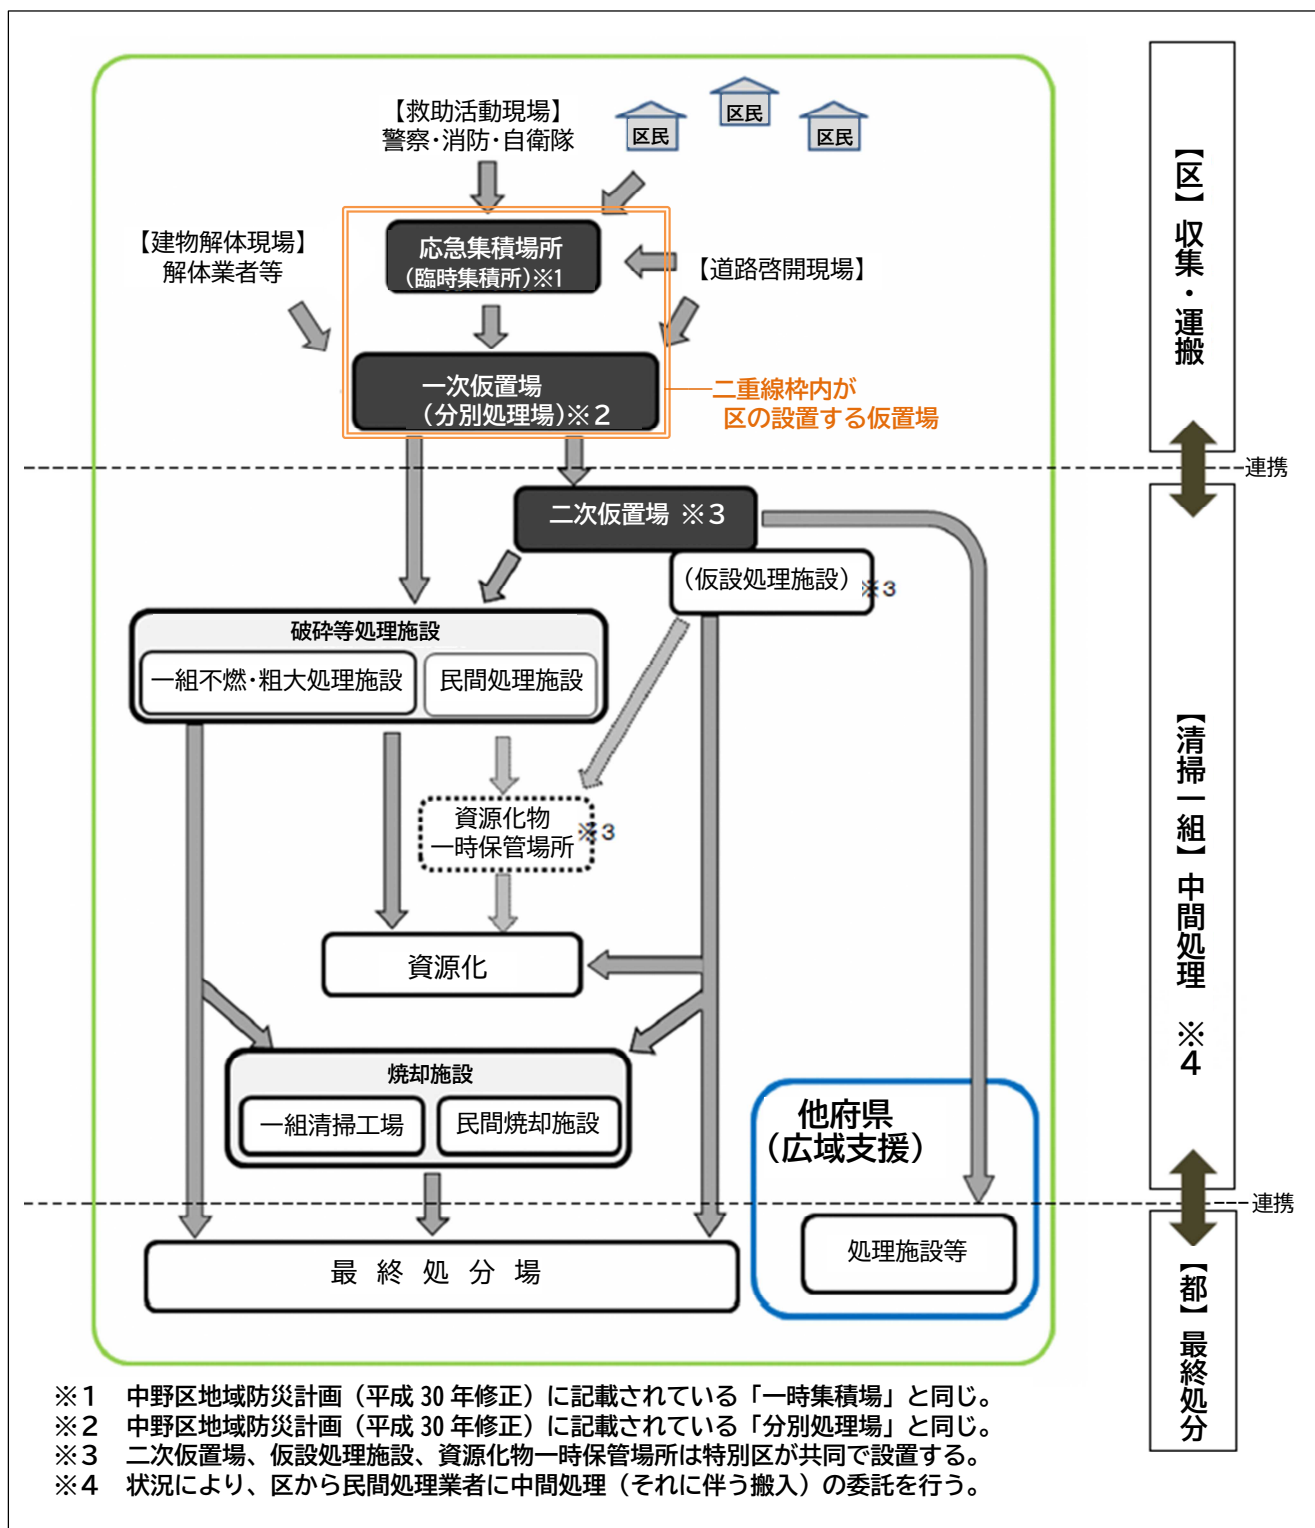 【救助活動現場】
警察・消防・自衛隊
区民
区民
区民
【建物解体現場】
解体業者等
応急集積場所
(臨時集積所)※1
【道路啓開現場】
一次仮置場
(分別処理場)※2
二重線枠内が
区の設置する仮置場
【区】収集・運搬
連携
二次仮置場 ※3
(仮設処理施設)
※3
破砕等処理施設
一組不燃・粗大処理施設
民間処理施設
資源化物
一時保管場所
※3
資源化
焼却施設
一組清掃工場
民間焼却施設
【清掃一組】中間処理 ※4
他府県
(広域支援)
連携
処理施設等
最終処分場
【都】最終処分
※1 中野区地域防災計画(平成30年修正)に記載されている「一時集積場」と同じ。
※2 中野区地域防災計画(平成30年修正)に記載されている「分別処理場」と同じ。
※3 二次仮置場、仮設処理施設、資源化物一時保管場所は特別区が共同で設置する。
※4 状況により、区から民間処理業者に中間処理(それに伴う搬入)の委託を行う。